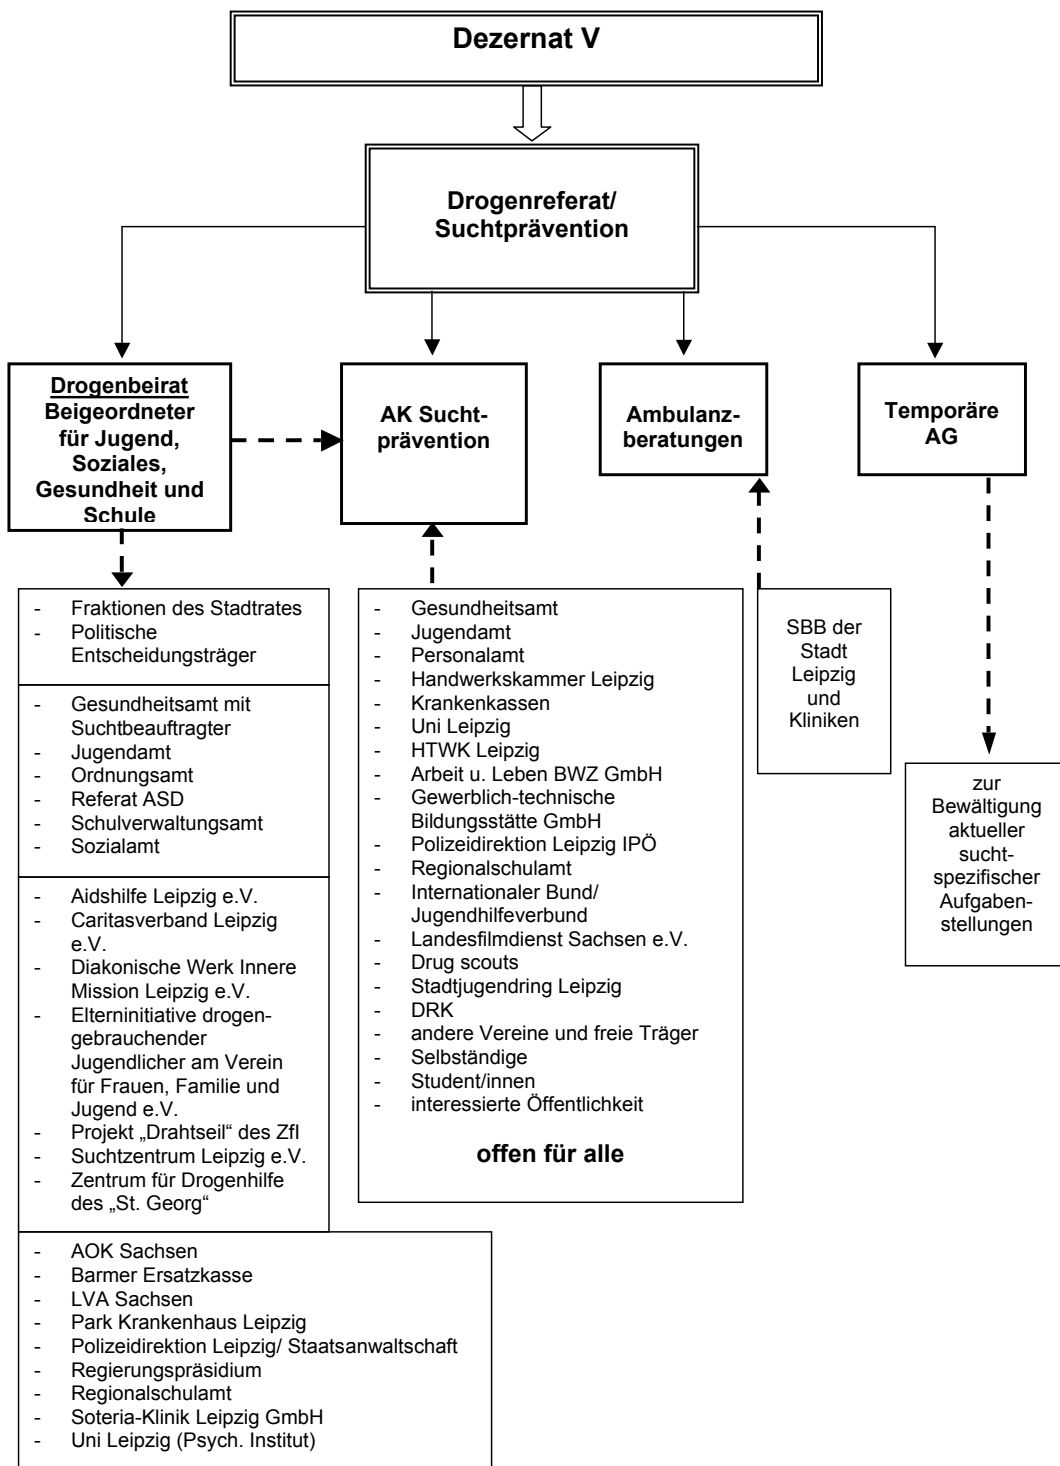 Dezernat V
Drogenreferat/
Suchtprävention
Drogenbeirat
Beigeordneter
für Jugend,
Soziales,
Gesundheit und
Schule
AK Sucht-
prävention
Ambulanz-
beratungen
Temporäre
AG
- Fraktionen des Stadtrates
- Politische
Entscheidungsträger
- Gesundheitsamt mit
Suchtbeauftragter
- Jugendamt
- Ordnungsamt
- Referat ASD
- Schulverwaltungsamt
- Sozialamt
- Aidshilfe Leipzig e.V.
- Caritasverband Leipzig
e.V.
- Diakonische Werk Innere
Mission Leipzig e.V.
- Elterninitiative drogen-
gebrauchender
Jugendlicher am Verein
für Frauen, Familie und
Jugend e.V.
- Projekt „Drahtseil“ des ZfI
- Suchtzentrum Leipzig e.V.
- Zentrum für Drogenhilfe
des „St. Georg“
- AOK Sachsen
- Barmer Ersatzkasse
- LVA Sachsen
- Park Krankenhaus Leipzig
- Polizeidirektion Leipzig/ Staatsanwaltschaft
- Regierungspräsidium
- Regionalschulamt
- Soteria-Klinik Leipzig GmbH
- Uni Leipzig (Psych. Institut)
- Gesundheitsamt
- Jugendamt
- Personalamt
- Handwerkskammer Leipzig
- Krankenkassen
- Uni Leipzig
- HTWK Leipzig
- Arbeit u. Leben BWZ GmbH
- Gewerblich-technische
Bildungsstätte GmbH
- Polizeidirektion Leipzig IPÖ
- Regionalschulamt
- Internationaler Bund/
Jugendhilfeverbund
- Landesfilmdienst Sachsen e.V.
- Drug scouts
- Stadtjugendring Leipzig
- DRK
- andere Vereine und freie Träger
- Selbständige
- Student/innen
- interessierte Öffentlichkeit
offen für alle
SBB der
Stadt
Leipzig
und
Kliniken
zur
Bewältigung
aktueller
sucht-
spezifischer
Aufgaben-
stellungen